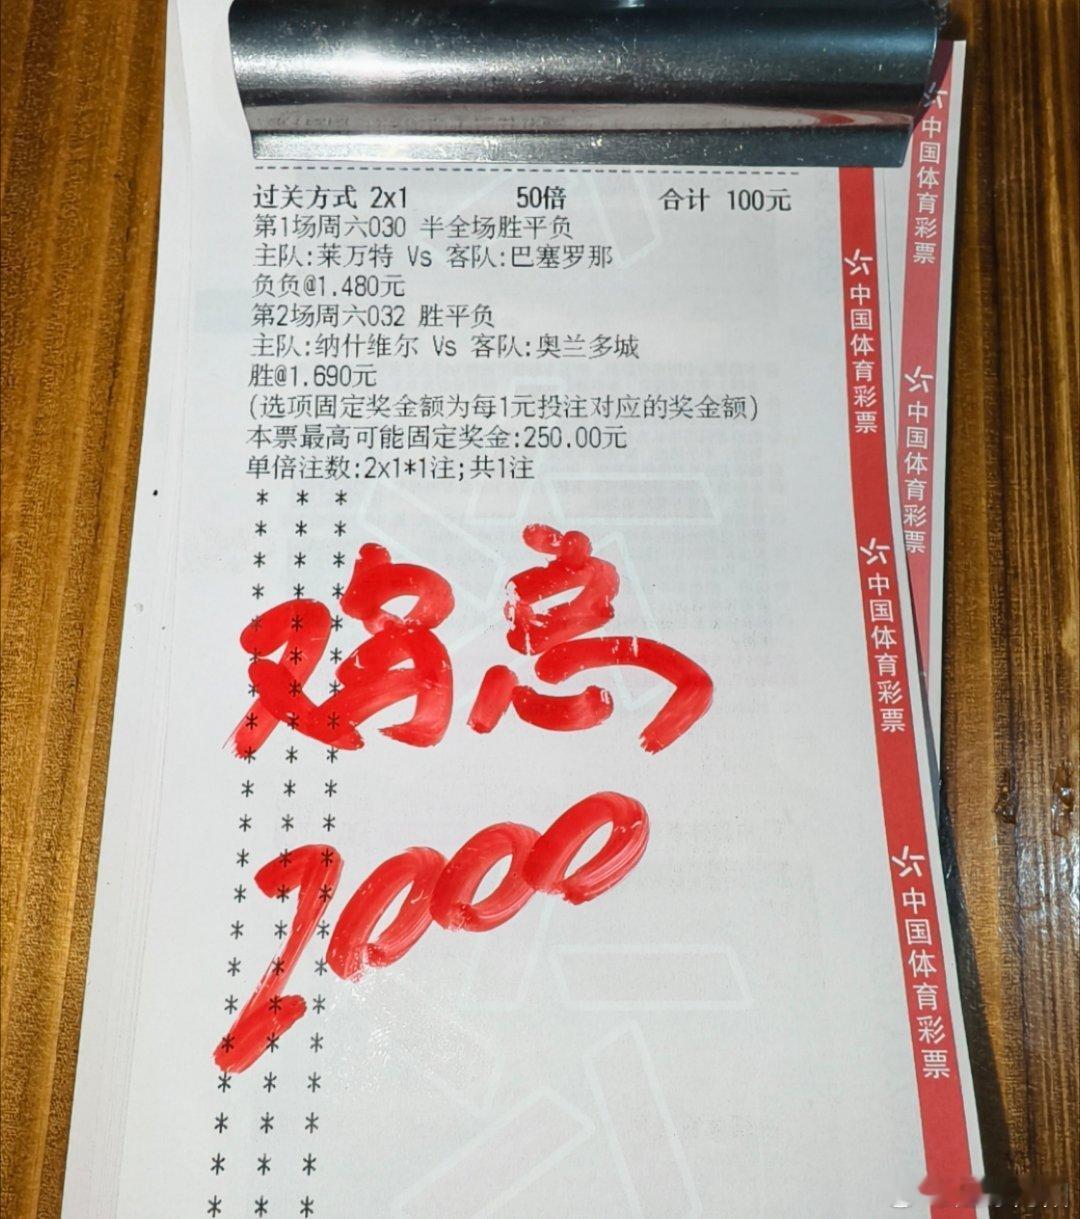 过关方式 2x1 50倍 合计 100元
第1场周六030 半全场胜平负
主队:莱万特 Vs 客队:巴塞罗那
负负@1.480元
第2场周六032 胜平负
主队:纳什维尔 Vs 客队:奥兰多城
胜@1.690元
(选项固定奖金额为每1元投注对应的奖金额)
本票最高可能固定奖金:250.00元
单倍注数:2x1*1注;共1注
中国体育彩票
中国体育彩票
中国体育彩票
中国体育彩票
中国体育彩票
中国体育彩票